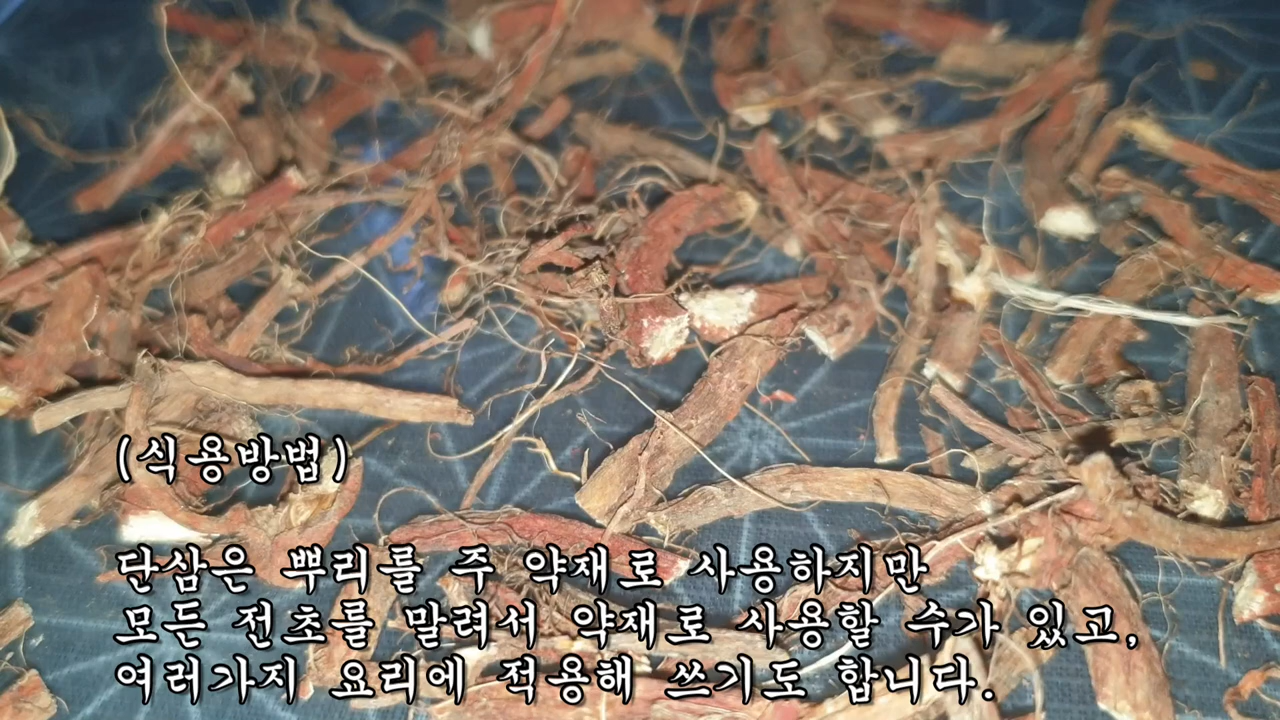 (식용방법)
단삼은 뿌리를 주 약재로 사용하지만
모든 전초를 말려서 약재로 사용할 수가 있고,
여러가지 요리에 적용해 쓰기도 합니다.